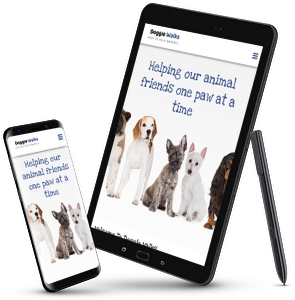 Doggie Walks
Helping our animal
friends one paw at a
time
Welcome To Doggie Walks!
Doggie Walks
Helping our
animal friends
one paw at a
time